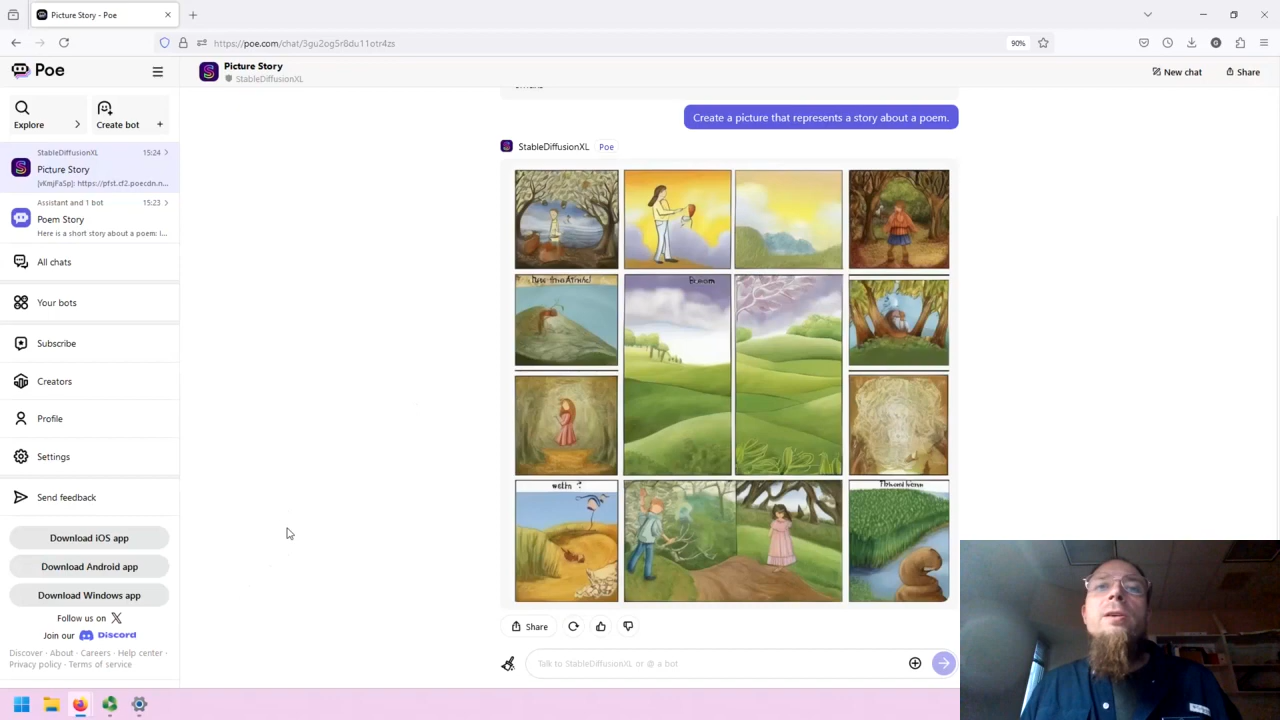 Picture Story - Poe
https://poe.com/chat/3gu2og5r8du11otr4zs
90%
Poe
Picture Story
StableDiffusionXL
New chat
Share
Explore
Create bot
StableDiffusionXL 15:24
Picture Story
Assistant and 1 bot 15:23
Poem Story
Here is a short story about a poem: I...
All chats
Your bots
Subscribe
Creators
Profile
Settings
Send feedback
Download iOS app
Download Android app
Download Windows app
Follow us on X
Join our Discord
Discover · About · Careers · Help center ·
Privacy policy · Terms of service
Create a picture that represents a story about a poem.
StableDiffusionXL Poe
Share
Talk to StableDiffusionXL or @ a bot